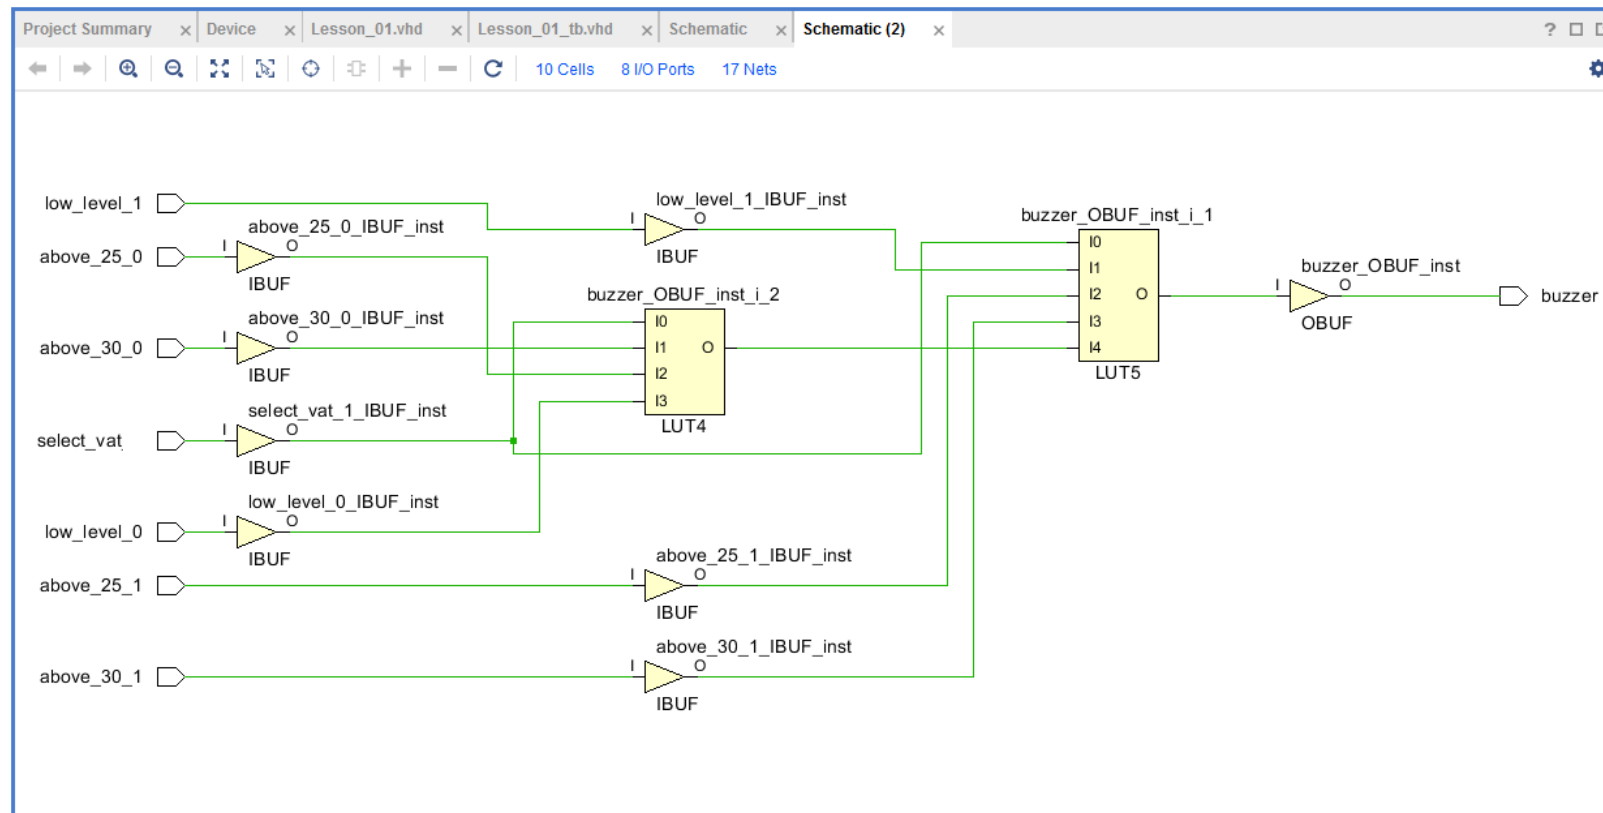 Project Summary × Device × Lesson_01.vhd × Lesson_01_tb.vhd × Schematic × Schematic (2) × ?
10 Cells 8 I/O Ports 17 Nets
low_level_1
low_level_1_IBUF_inst
I O
IBUF
above_25_0
above_25_0_IBUF_inst
I O
IBUF
above_30_0
above_30_0_IBUF_inst
I O
IBUF
select_vat
select_vat_1_IBUF_inst
I O
IBUF
low_level_0
low_level_0_IBUF_inst
I O
IBUF
above_25_1
above_25_1_IBUF_inst
I O
IBUF
above_30_1
above_30_1_IBUF_inst
I O
IBUF
buzzer_OBUF_inst_i_2
I0
I1 O
I2
I3
LUT4
buzzer_OBUF_inst_i_1
I0
I1
I2 O
I3
I4
LUT5
buzzer_OBUF_inst
I O
OBUF
buzzer